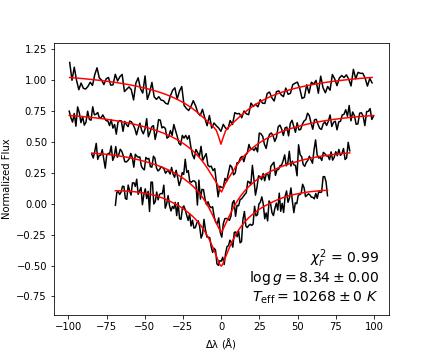 Normalized Flux
1.25
1.00
0.75
0.50
0.25
0.00
−0.25
−0.50
−0.75
χ²ᵣ = 0.99
log g = 8.34 ± 0.00
T_eff = 10268 ± 0 K
−100 −75 −50 −25 0 25 50 75 100
Δλ (Å)